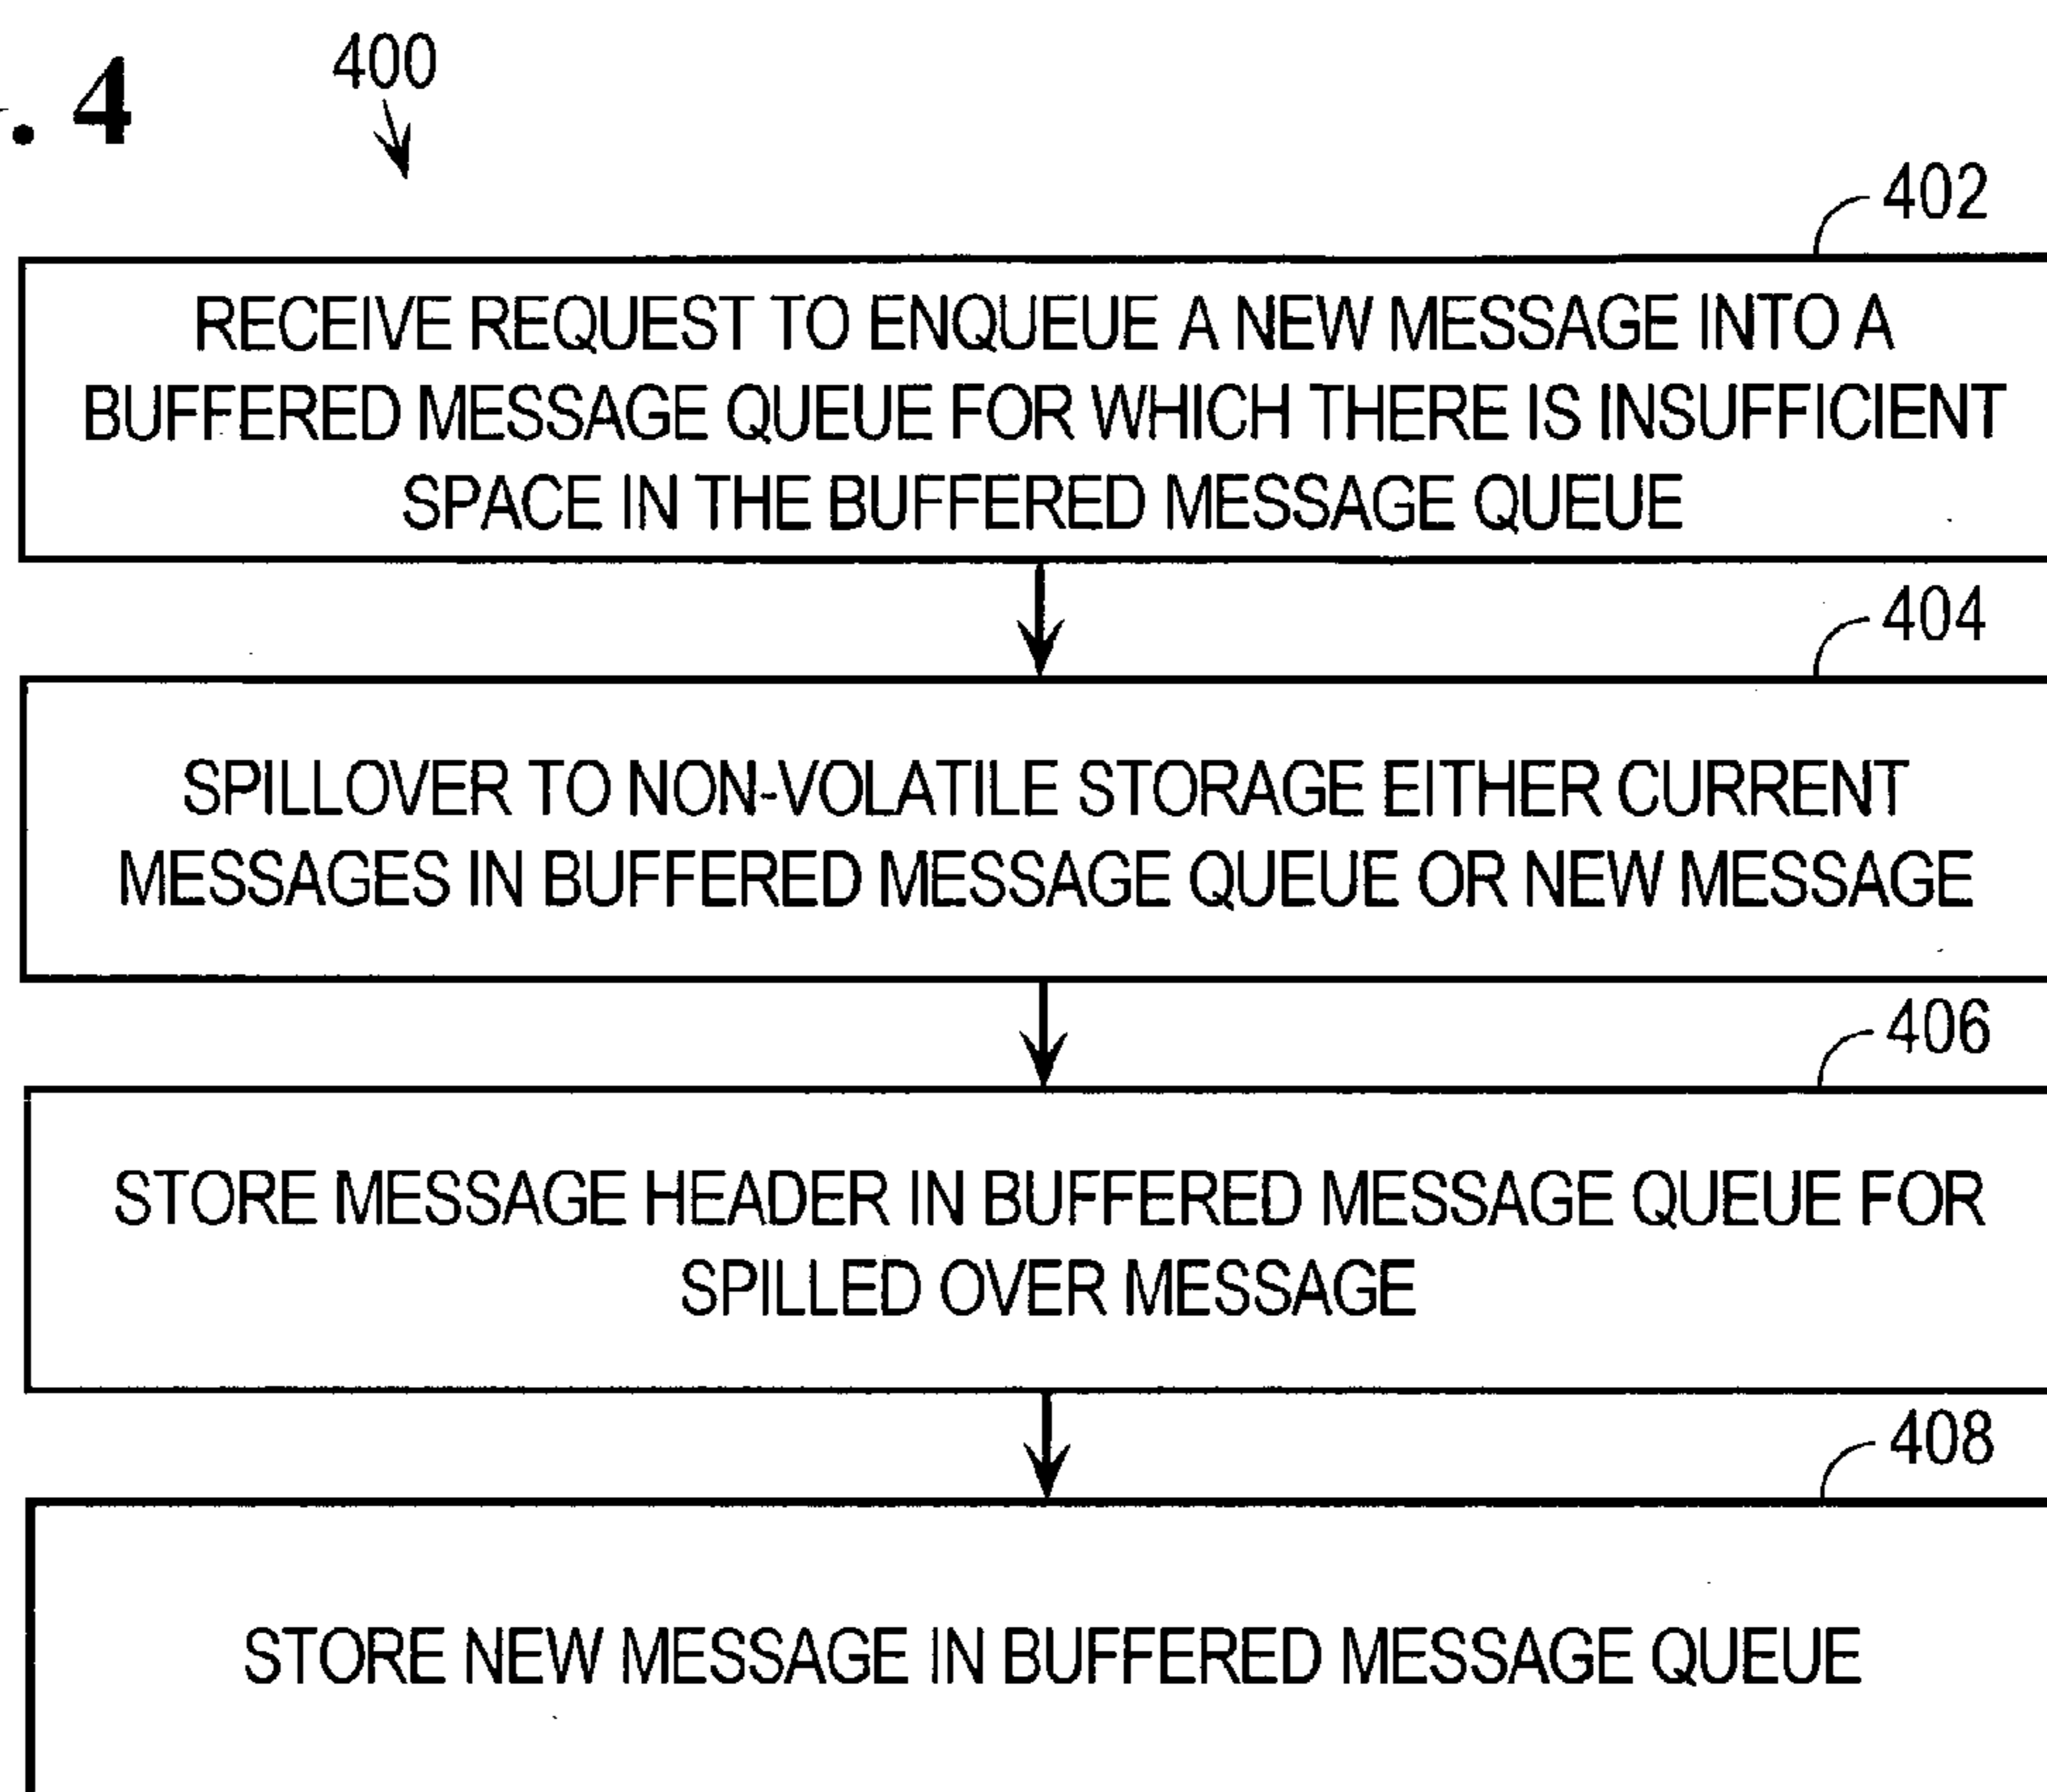 . 4
400
402
RECEIVE REQUEST TO ENQUEUE A NEW MESSAGE INTO A
BUFFERED MESSAGE QUEUE FOR WHICH THERE IS INSUFFICIENT
SPACE IN THE BUFFERED MESSAGE QUEUE
404
SPILLOVER TO NON-VOLATILE STORAGE EITHER CURRENT
MESSAGES IN BUFFERED MESSAGE QUEUE OR NEW MESSAGE
406
STORE MESSAGE HEADER IN BUFFERED MESSAGE QUEUE FOR
SPILLED OVER MESSAGE
408
STORE NEW MESSAGE IN BUFFERED MESSAGE QUEUE